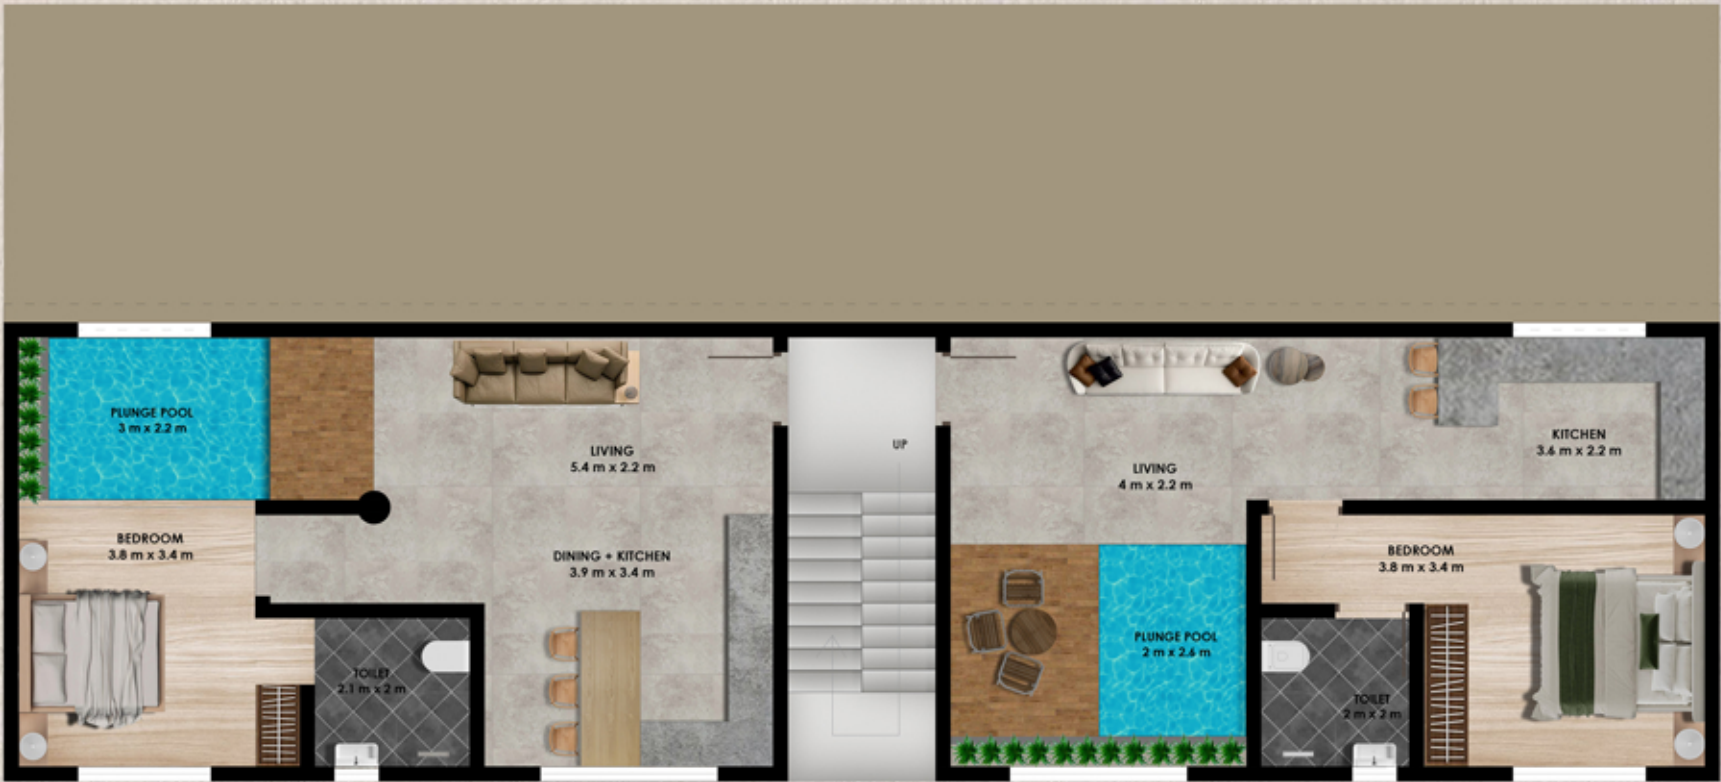 PLUNGE POOL
3 m x 2.2 m
LIVING
5.4 m x 2.2 m
BEDROOM
3.8 m x 3.4 m
DINING + KITCHEN
3.9 m x 3.4 m
TOILET
2.1 m x 2 m
UP
LIVING
4 m x 2.2 m
KITCHEN
3.6 m x 2.2 m
BEDROOM
3.8 m x 3.4 m
PLUNGE POOL
2 m x 2.6 m
TOILET
2 m x 2 m